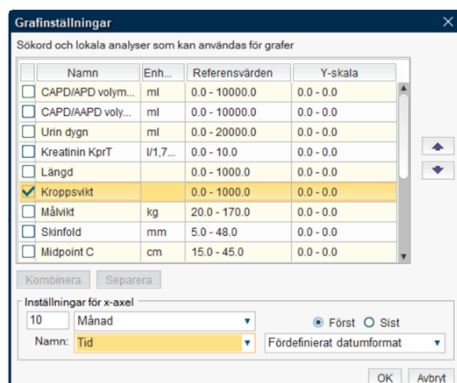 Grafinställningar
Sökord och lokala analyser som kan användas för grafer
Namn Enh... Referensvärden Y-skala
CAPD/APD volym... ml 0.0 - 10000.0 0.0 - 0.0
CAPD/AAPD voly... ml 0.0 - 10000.0 0.0 - 0.0
Urin dygn ml 0.0 - 20000.0 0.0 - 0.0
Kreatinin KprT l/1,7... 0.0 - 10.0 0.0 - 0.0
Längd 0.0 - 1000.0 0.0 - 0.0
Kroppsvikt 0.0 - 1000.0 0.0 - 0.0
Målvikt kg 20.0 - 170.0 0.0 - 0.0
Skinfold mm 5.0 - 48.0 0.0 - 0.0
Midpoint C cm 15.0 - 45.0 0.0 - 0.0
Kombinera Separera
Inställningar för x-axel
10 Månad Först Sist
Namn: Tid Fördefinierat datumformat
OK Avbryt